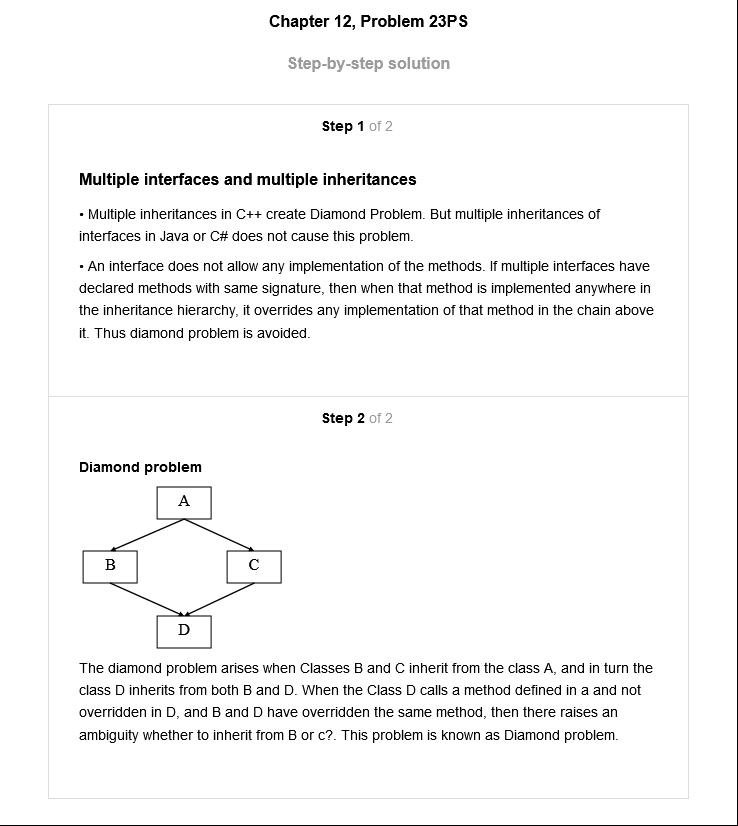 Chapter 12, Problem 23PS
Step-by-step solution
Step 1 of 2
Multiple interfaces and multiple inheritances
• Multiple inheritances in C++ create Diamond Problem. But multiple inheritances of
interfaces in Java or C# does not cause this problem.
• An interface does not allow any implementation of the methods. If multiple interfaces have
declared methods with same signature, then when that method is implemented anywhere in
the inheritance hierarchy, it overrides any implementation of that method in the chain above
it. Thus diamond problem is avoided.
Step 2 of 2
Diamond problem
A
B
C
D
The diamond problem arises when Classes B and C inherit from the class A, and in turn the
class D inherits from both B and D. When the Class D calls a method defined in a and not
overridden in D, and B and D have overridden the same method, then there raises an
ambiguity whether to inherit from B or c?. This problem is known as Diamond problem.